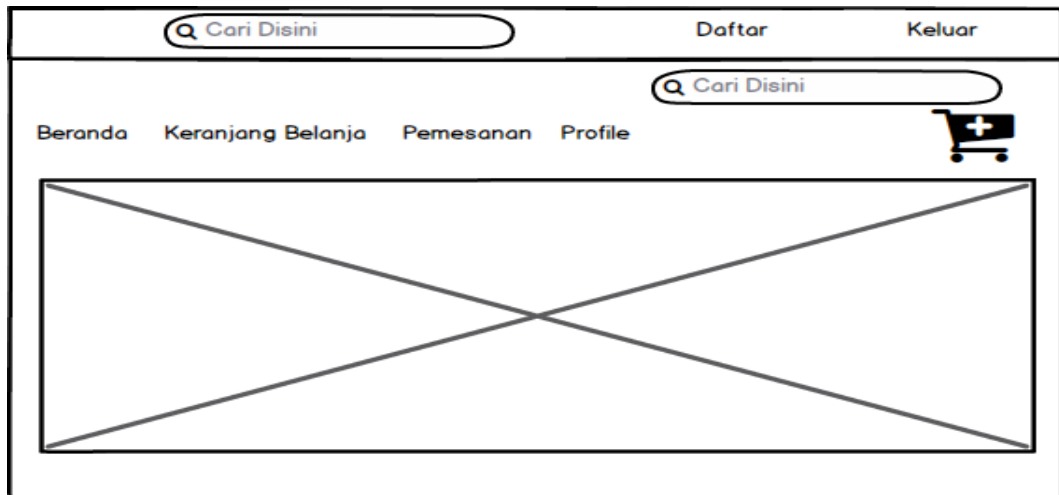 Cari Disini Daftar Keluar
Cari Disini
Beranda Keranjang Belanja Pemesanan Profile